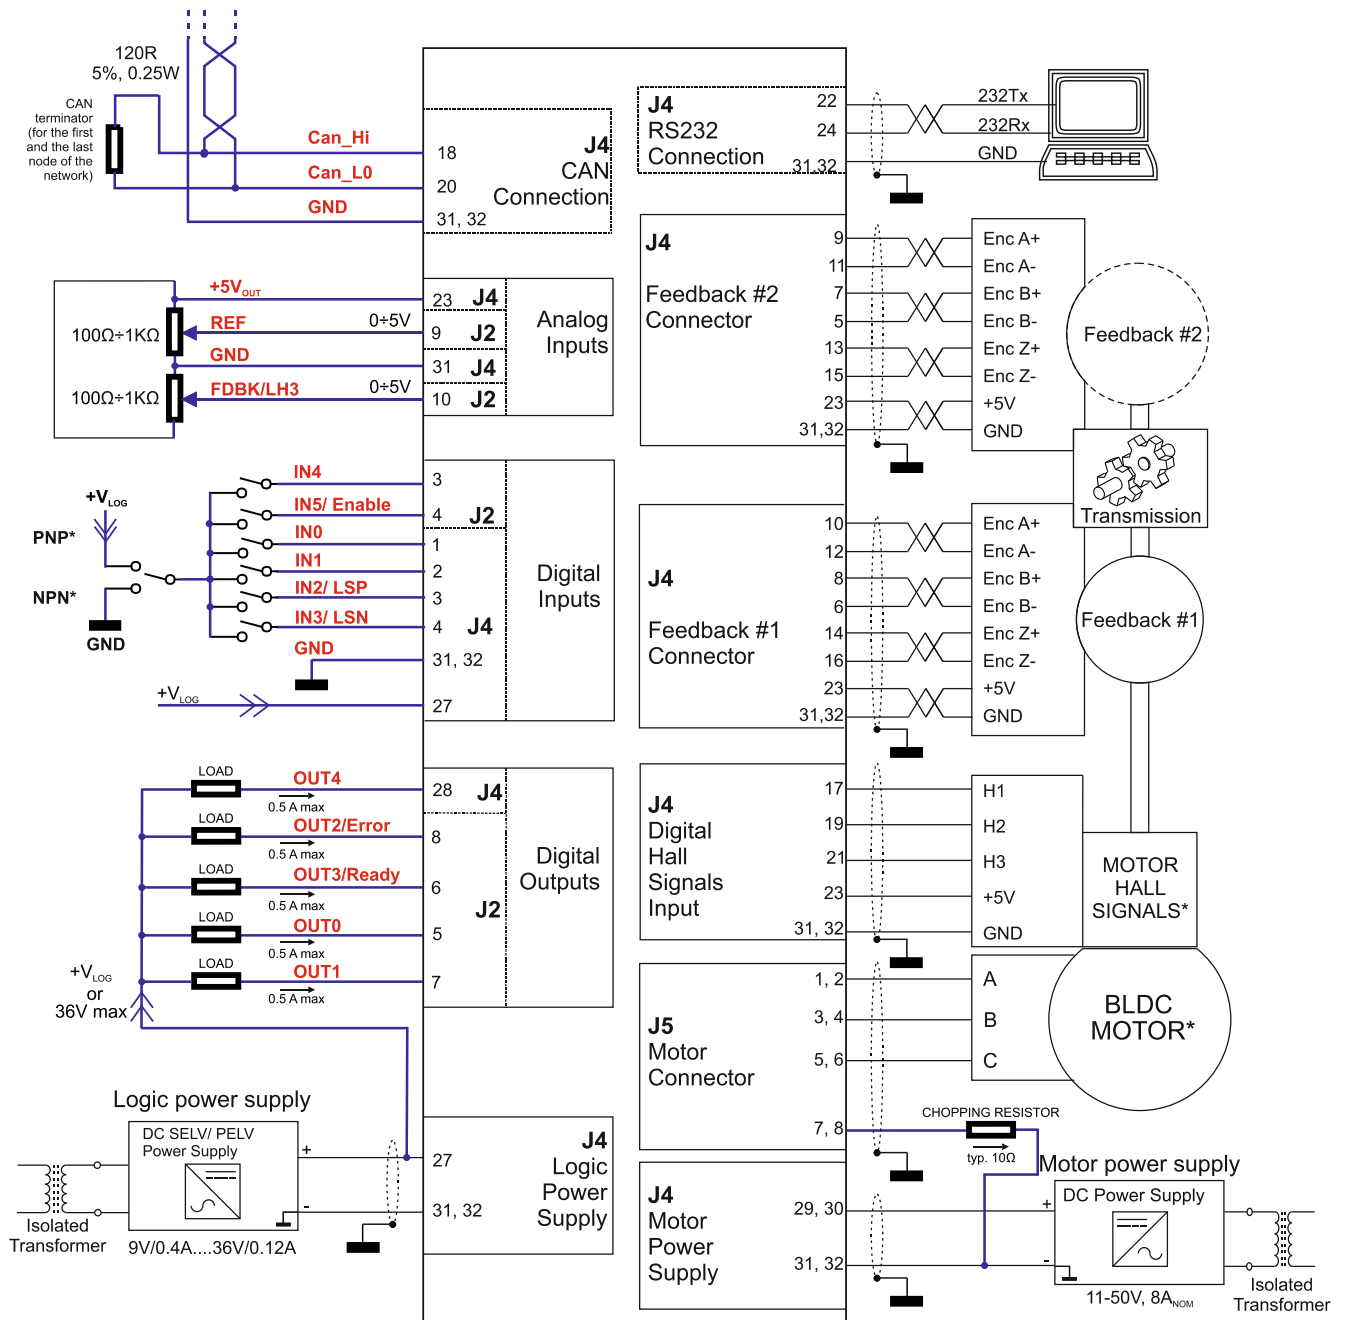 120R
5%, 0.25W
CAN
terminator
(for the first
and the last
node of the
network)
Can_Hi
Can_L0
GND
18
20
31, 32
J4
CAN
Connection
100Ω÷1KΩ
100Ω÷1KΩ
+5VOUT
REF
0÷5V
GND
FDBK/LH3
0÷5V
23
J4
9
J2
31
J4
10
J2
Analog
Inputs
+VLOG
PNP*
NPN*
GND
IN4
IN5/ Enable
IN0
IN1
IN2/ LSP
IN3/ LSN
GND
+VLOG
3
4
J2
1
2
3
4
J4
31, 32
27
Digital
Inputs
LOAD
OUT4
0.5 A max
LOAD
OUT2/Error
0.5 A max
LOAD
OUT3/Ready
0.5 A max
LOAD
OUT0
0.5 A max
LOAD
OUT1
0.5 A max
+VLOG
or
36V max
28
J4
8
6
J2
5
7
Digital
Outputs
Logic power supply
DC SELV/ PELV
Power Supply
+
-
Isolated
Transformer
9V/0.4A....36V/0.12A
27
31, 32
J4
Logic
Power
Supply
J4
RS232
Connection
22
24
31,32
232Tx
232Rx
GND
J4
Feedback #2
Connector
9
11
7
5
13
15
23
31,32
Enc A+
Enc A-
Enc B+
Enc B-
Enc Z+
Enc Z-
+5V
GND
Feedback #2
Transmission
J4
Feedback #1
Connector
10
12
8
6
14
16
23
31,32
Enc A+
Enc A-
Enc B+
Enc B-
Enc Z+
Enc Z-
+5V
GND
Feedback #1
J4
Digital
Hall
Signals
Input
17
19
21
23
31, 32
H1
H2
H3
+5V
GND
MOTOR
HALL
SIGNALS*
J5
Motor
Connector
1, 2
3, 4
5, 6
7, 8
A
B
C
BLDC
MOTOR*
CHOPPING RESISTOR
typ. 10Ω
J4
Motor
Power
Supply
29, 30
31, 32
Motor power supply
DC Power Supply
+
-
11-50V, 8ANOM
Isolated
Transformer